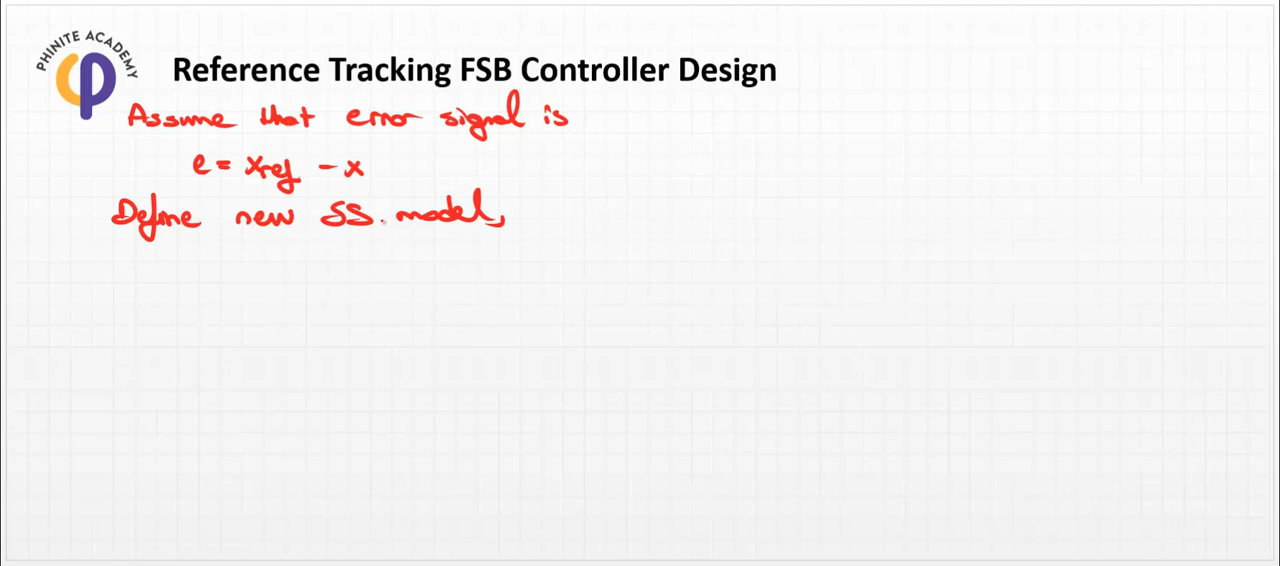 PHINITE ACADEMY
Reference Tracking FSB Controller Design
Assume that error signal is
e = xref - x
Define new SS. model,